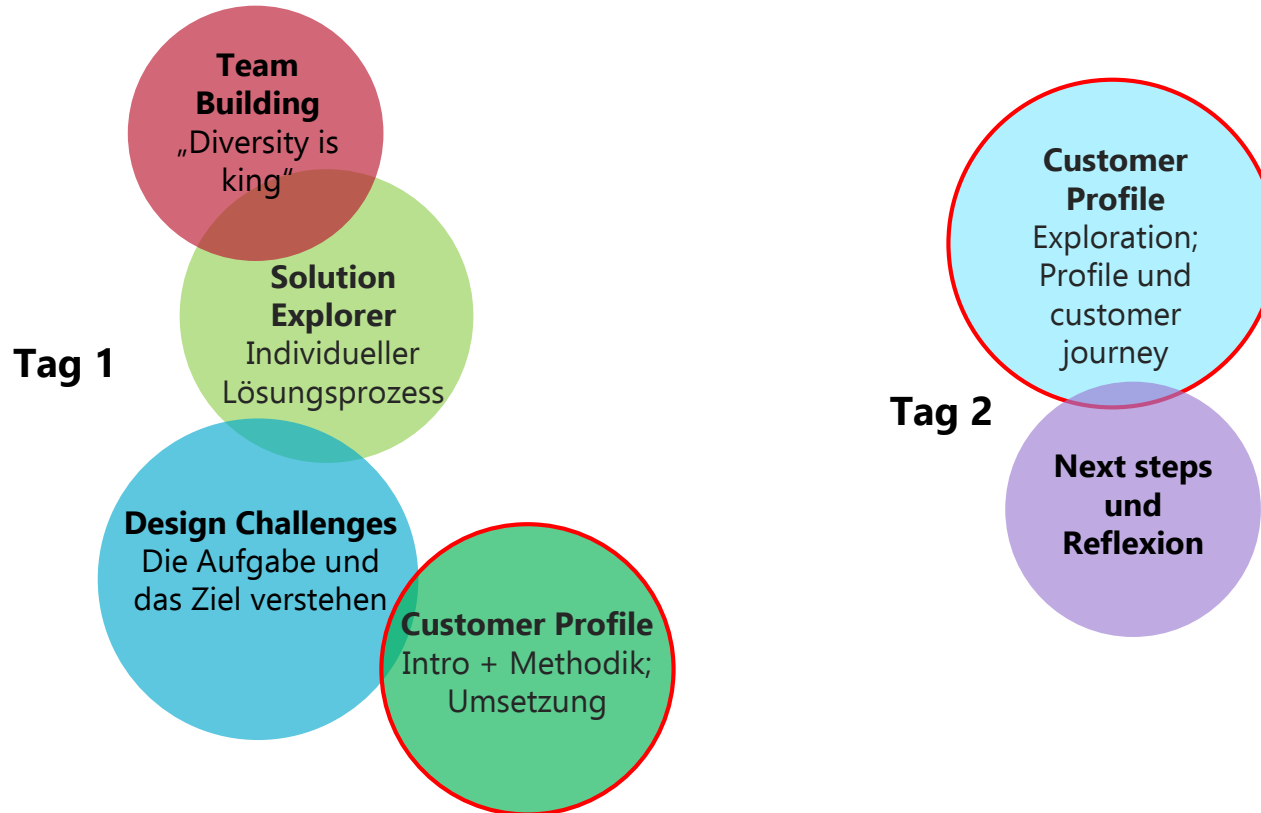 Team
Building
„Diversity is
king“
Solution
Explorer
Individueller
Lösungsprozess
Tag 1
Design Challenges
Die Aufgabe und
das Ziel verstehen
Customer Profile
Intro + Methodik;
Umsetzung
Customer
Profile
Exploration;
Profile und
customer
journey
Tag 2
Next steps
und
Reflexion